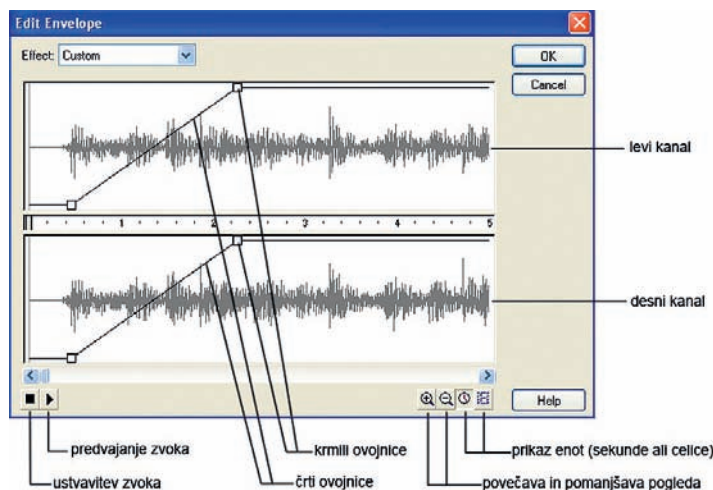 Edit Envelope
Effect: Custom
OK
Cancel
levi kanal
1 2 3 4 5
desni kanal
Help
predvajanje zvoka
krmili ovojnice
prikaz enot (sekunde ali celice)
ustvavitev zvoka
črti ovojnice
povečava in pomanjšava pogleda